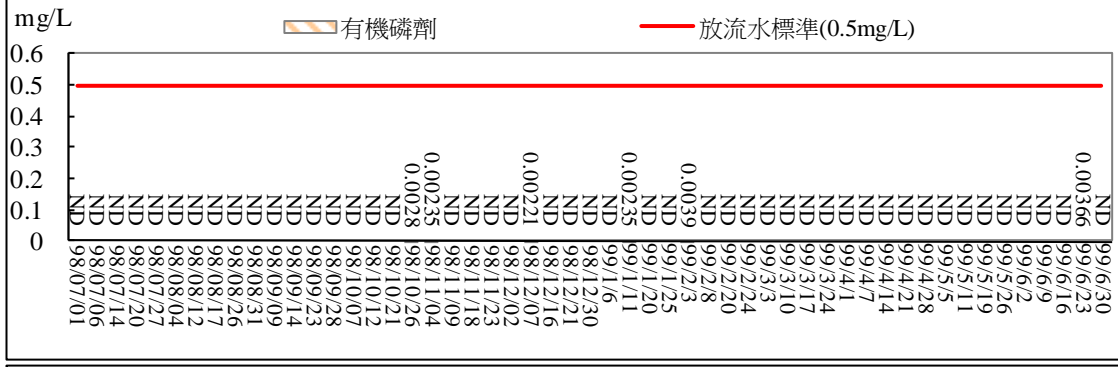 mg/L
有機磷劑 放流水標準(0.5mg/L)
0.6
0.5
0.4
0.3
0.2
0.1
0
ND ND ND ND ND ND ND ND ND ND ND ND ND ND ND ND ND 0.0028 0.00235 ND ND ND ND 0.00221 ND ND ND ND 0.00235 ND ND 0.0039 ND ND ND ND ND ND ND ND ND ND ND ND ND ND ND ND ND ND ND 0.00366 ND
98/07/01 98/07/06 98/07/14 98/07/20 98/07/27 98/08/04 98/08/12 98/08/17 98/08/26 98/08/31 98/09/09 98/09/14 98/09/23 98/09/28 98/10/07 98/10/12 98/10/21 98/10/26 98/11/04 98/11/09 98/11/18 98/11/23 98/12/02 98/12/07 98/12/16 98/12/21 98/12/30 99/1/6 99/1/11 99/1/20 99/1/25 99/2/3 99/2/8 99/2/20 99/2/24 99/3/3 99/3/10 99/3/17 99/3/24 99/4/1 99/4/7 99/4/14 99/4/21 99/4/28 99/5/5 99/5/11 99/5/19 99/5/26 99/6/2 99/6/9 99/6/16 99/6/23 99/6/30